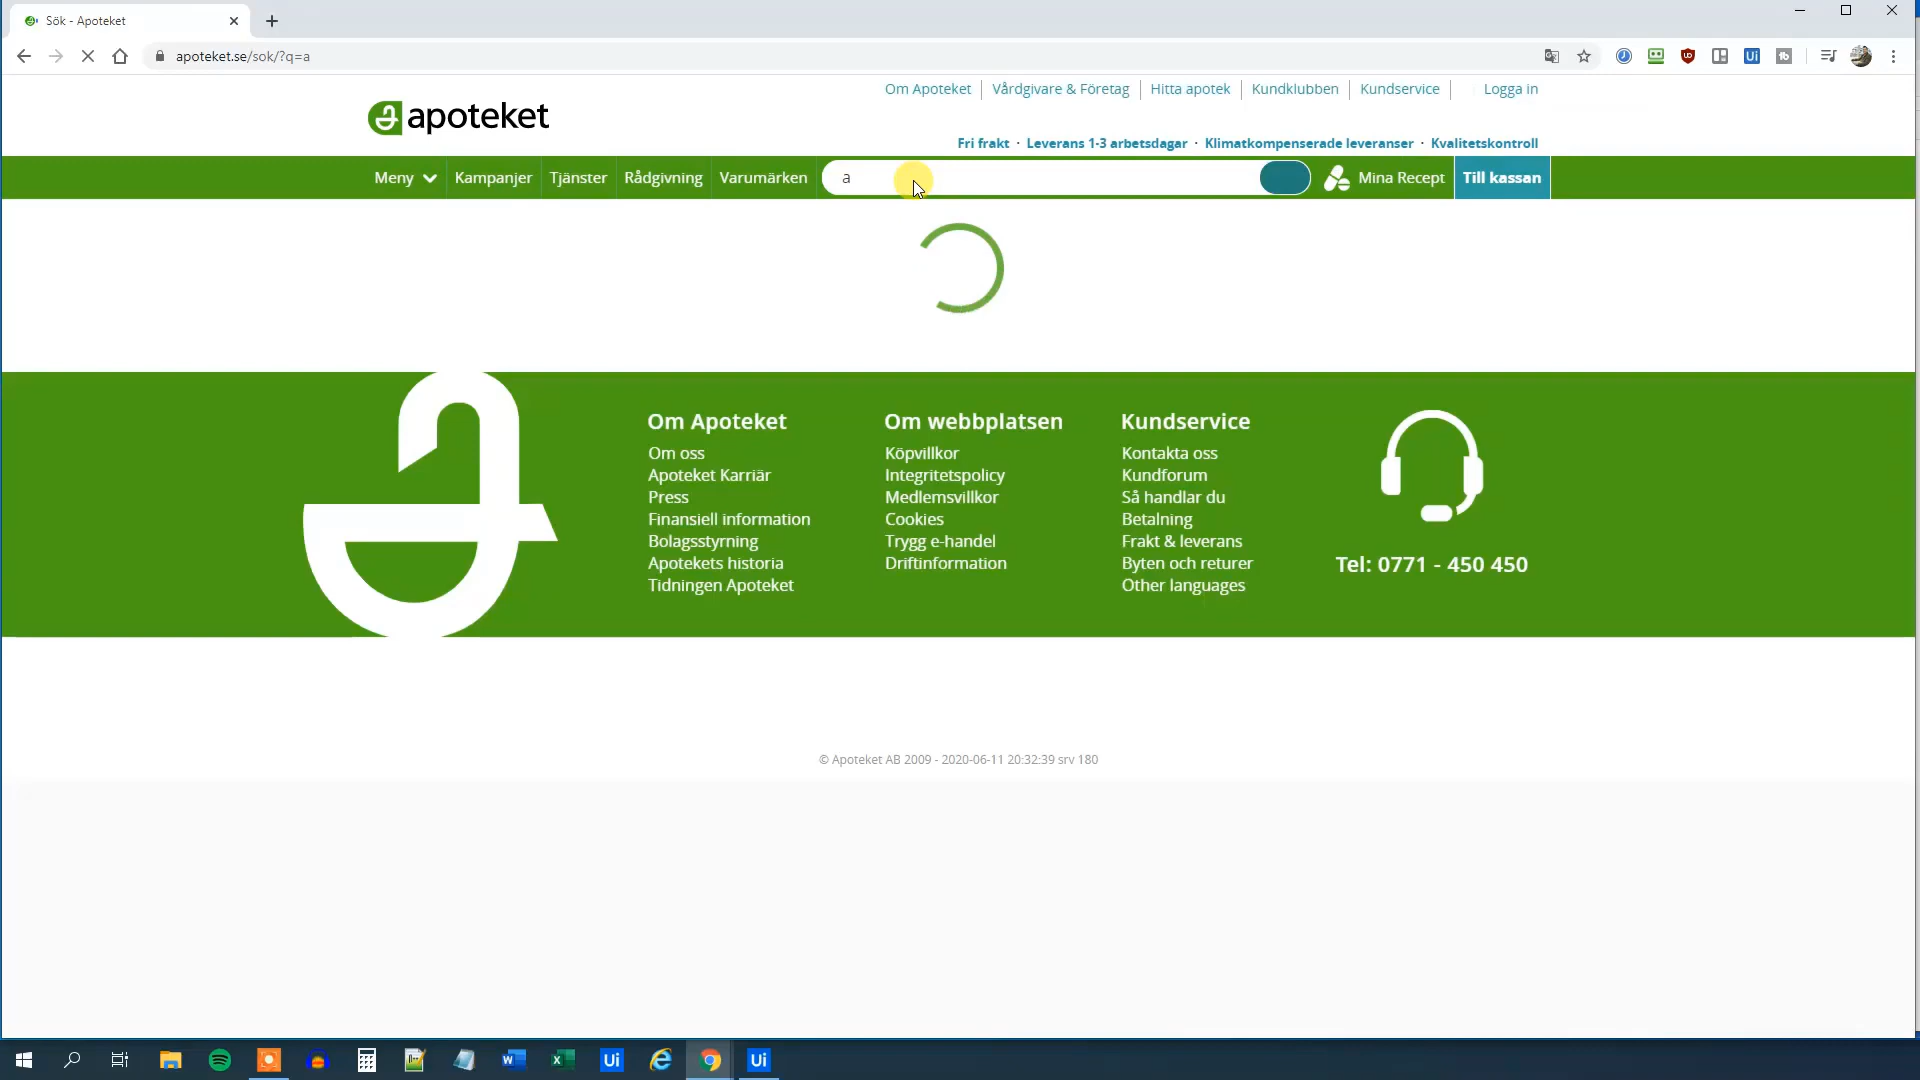 Sök - Apoteket
apoteket.se/sok/?q=a
Om Apoteket
Vårdgivare & Företag
Hitta apotek
Kundklubben
Kundservice
Logga in
apoteket
Fri frakt · Leverans 1-3 arbetsdagar · Klimatkompenserade leveranser · Kvalitetskontroll
Meny
Kampanjer
Tjänster
Rådgivning
Varumärken
a
Mina Recept
Till kassan
Om Apoteket
Om oss
Apoteket Karriär
Press
Finansiell information
Bolagsstyrning
Apotekets historia
Tidningen Apoteket
Om webbplatsen
Köpvillkor
Integritetspolicy
Medlemsvillkor
Cookies
Trygg e-handel
Driftinformation
Kundservice
Kontakta oss
Kundforum
Så handlar du
Betalning
Frakt & leverans
Byten och returer
Other languages
Tel: 0771 - 450 450
© Apoteket AB 2009 - 2020-06-11 20:32:39 srv 180